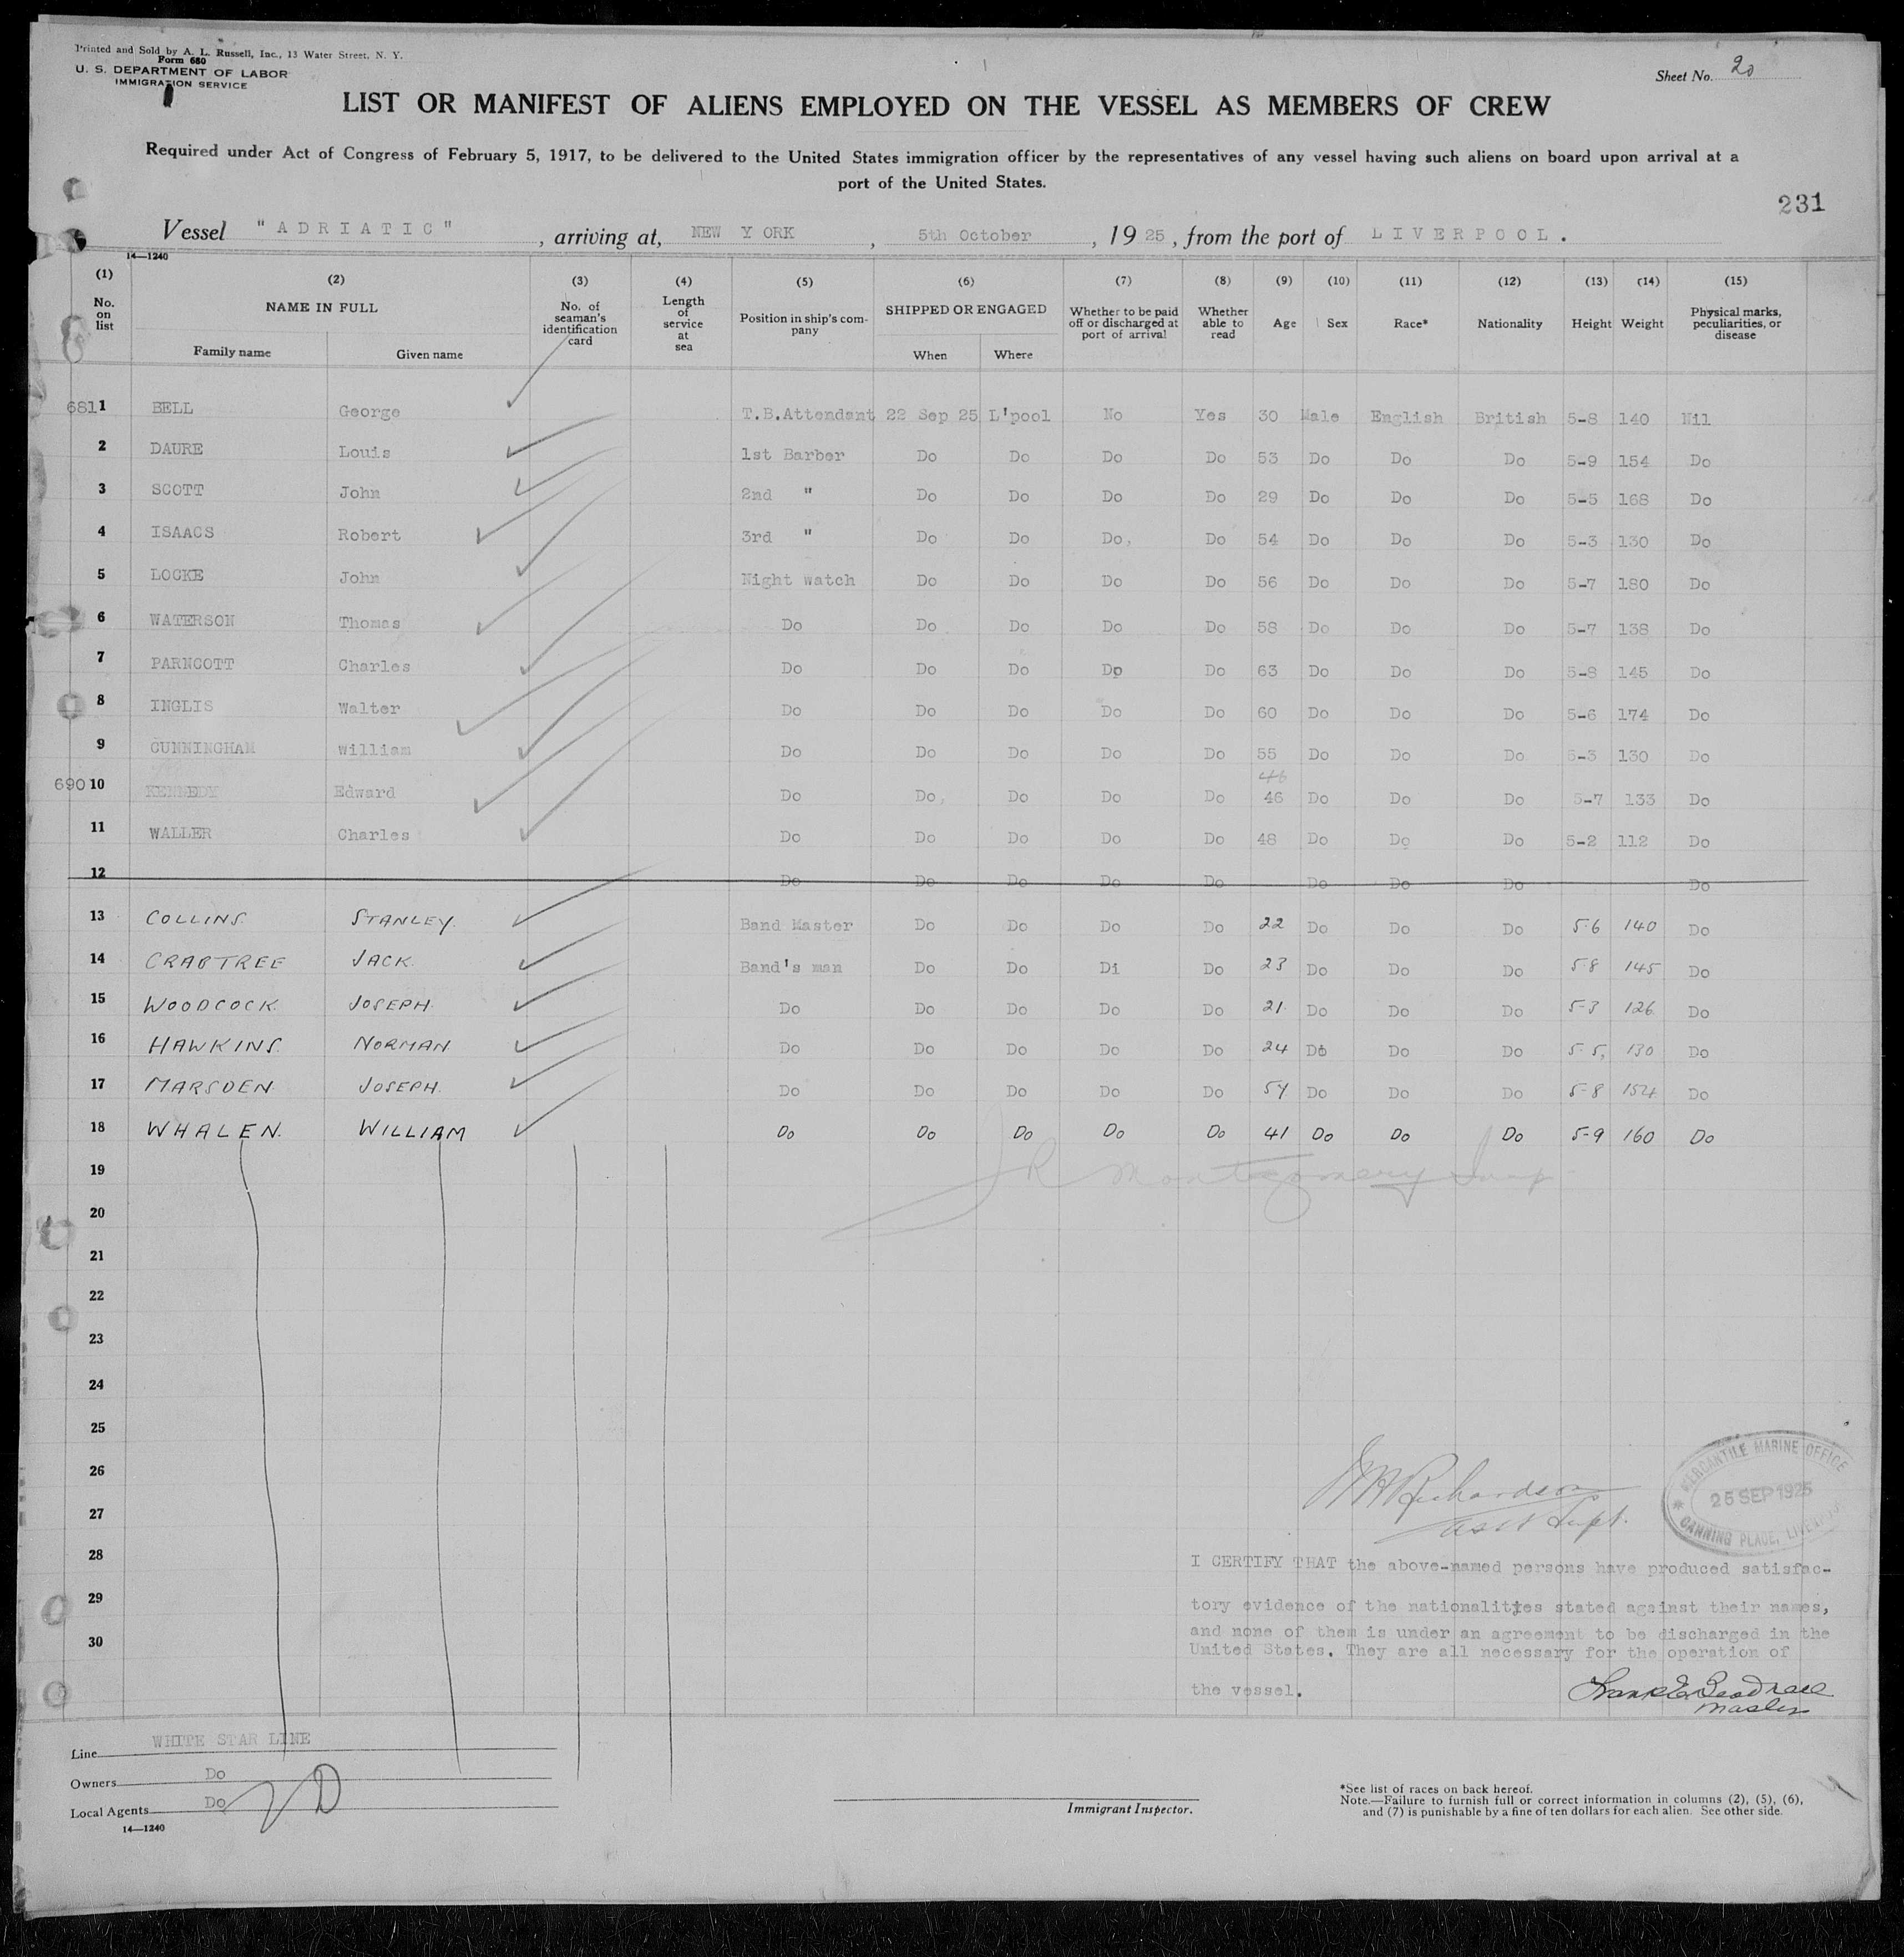 Printed and Sold by A. L. Russell, Inc., 13 Water Street, N. Y.
Form 680
U. S. DEPARTMENT OF LABOR
IMMIGRATION SERVICE
Sheet No. 20
LIST OR MANIFEST OF ALIENS EMPLOYED ON THE VESSEL AS MEMBERS OF CREW
Required under Act of Congress of February 5, 1917, to be delivered to the United States immigration officer by the representatives of any vessel having such aliens on board upon arrival at a
port of the United States.
231
Vessel "ADRIATIC", arriving at, NEW YORK, 5th October, 1925, from the port of LIVERPOOL.
14—1240
(1) (2) (3) (4) (5) (6) (7) (8) (9) (10) (11) (12) (13) (14) (15)
No. on list NAME IN FULL No. of seaman's identification card Length of service at sea Position in ship's company SHIPPED OR ENGAGED Whether to be paid off or discharged at port of arrival Whether able to read Age Sex Race* Nationality Height Weight Physical marks, peculiarities, or disease
Family name Given name When Where
6811 BELL George T.B.Attendant 22 Sep 25 L'pool No Yes 30 Male English British 5-8 140 Nil
2 DAURE Louis 1st Barber Do Do Do Do 53 Do Do Do 5-9 154 Do
3 SCOTT John 2nd " Do Do Do Do 29 Do Do Do 5-5 168 Do
4 ISAACS Robert 3rd " Do Do Do. Do 54 Do Do Do 5-3 130 Do
5 LOCKE John Night watch Do Do Do Do 56 Do Do Do 5-7 180 Do
6 WATERSON Thomas Do Do Do Do Do 58 Do Do Do 5-7 138 Do
7 PARNCOTT Charles Do Do Do Do Do 63 Do Do Do 5-8 145 Do
8 INGLIS Walter Do Do Do Do Do 60 Do Do Do 5-6 174 Do
9 CUNNINGHAM William Do Do Do Do Do 55 Do Do Do 5-3 130 Do
46
690 10 KENNEDY Edward Do Do Do Do Do 46 Do Do Do 5-7 133 Do
11 WALLER Charles Do Do Do Do Do 48 Do Do Do 5-2 112 Do
12 Do Do Do Do Do Do Do Do Do
13 COLLINS STANLEY. Band Master Do Do Do Do 22 Do Do Do 5-6 140 Do
14 CRABTREE JACK. Band's man Do Do Di Do 23 Do Do Do 5-8 145 Do
15 WOODCOCK. JOSEPH. Do Do Do Do Do 21 Do Do Do 5-3 126 Do
16 HAWKINS. NORMAN. Do Do Do Do Do 24 Do Do Do 5-5, 130 Do
17 MARSDEN JOSEPH. Do Do Do Do Do 54 Do Do Do 5-8 154 Do
18 WHALEN. WILLIAM Do Do Do Do Do 41 Do Do Do 5-9 160 Do
19
J R Montgomery
20
21
22
23
24
25
26
27
28
29
30
Richardson
Asst Supt.
MERCANTILE MARINE OFFICE
25 SEP 1925
CANNING PLACE, LIVERPOOL
I CERTIFY THAT the above-named persons have produced satisfac-
tory evidence of the nationalities stated against their names,
and none of them is under an agreement to be discharged in the
United States. They are all necessary for the operation of
the vessel.
Master
Line WHITE STAR LINE
Owners Do
Local Agents Do
14—1240
Immigrant Inspector.
*See list of races on back hereof.
Note.—Failure to furnish full or correct information in columns (2), (5), (6),
and (7) is punishable by a fine of ten dollars for each alien. See other side.